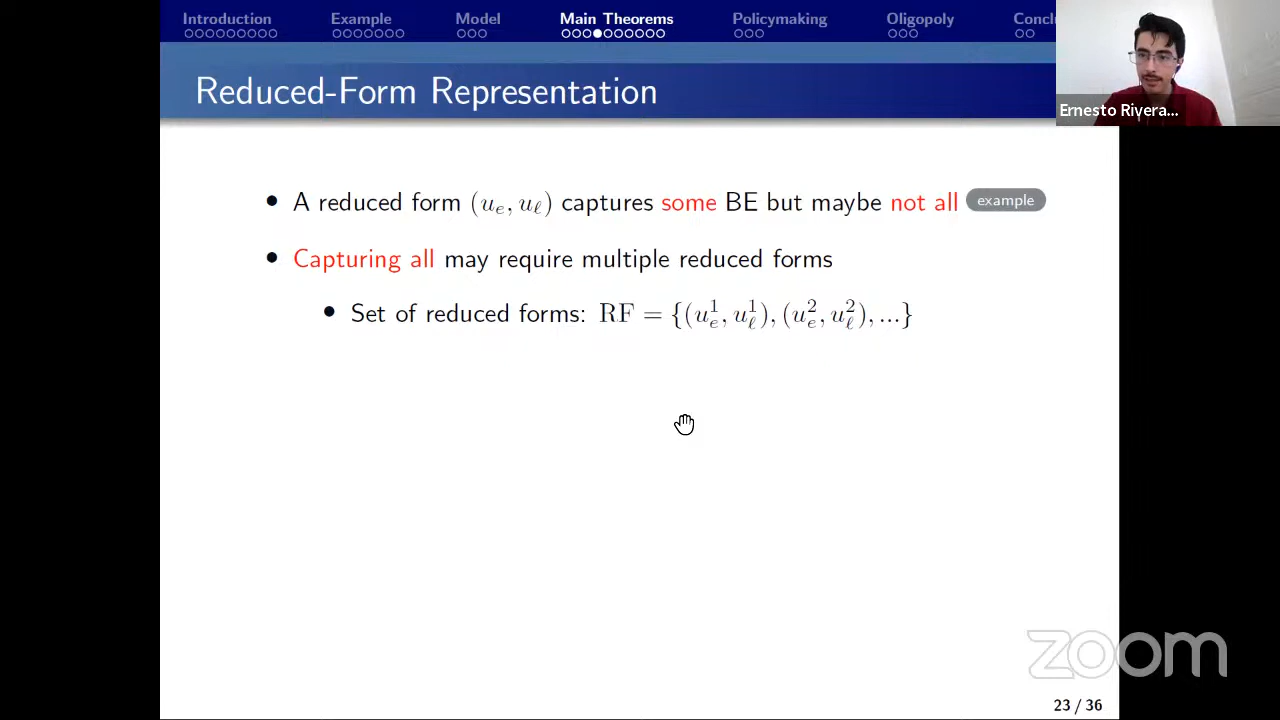 Introduction Example Model Main Theorems Policymaking Oligopoly Conclu
Reduced-Form Representation
Ernesto Rivera...
• A reduced form (u_e, u_ℓ) captures some BE but maybe not all example
• Capturing all may require multiple reduced forms
• Set of reduced forms: RF = {(u_e^1, u_ℓ^1), (u_e^2, u_ℓ^2), ...}
zoom
23 / 36